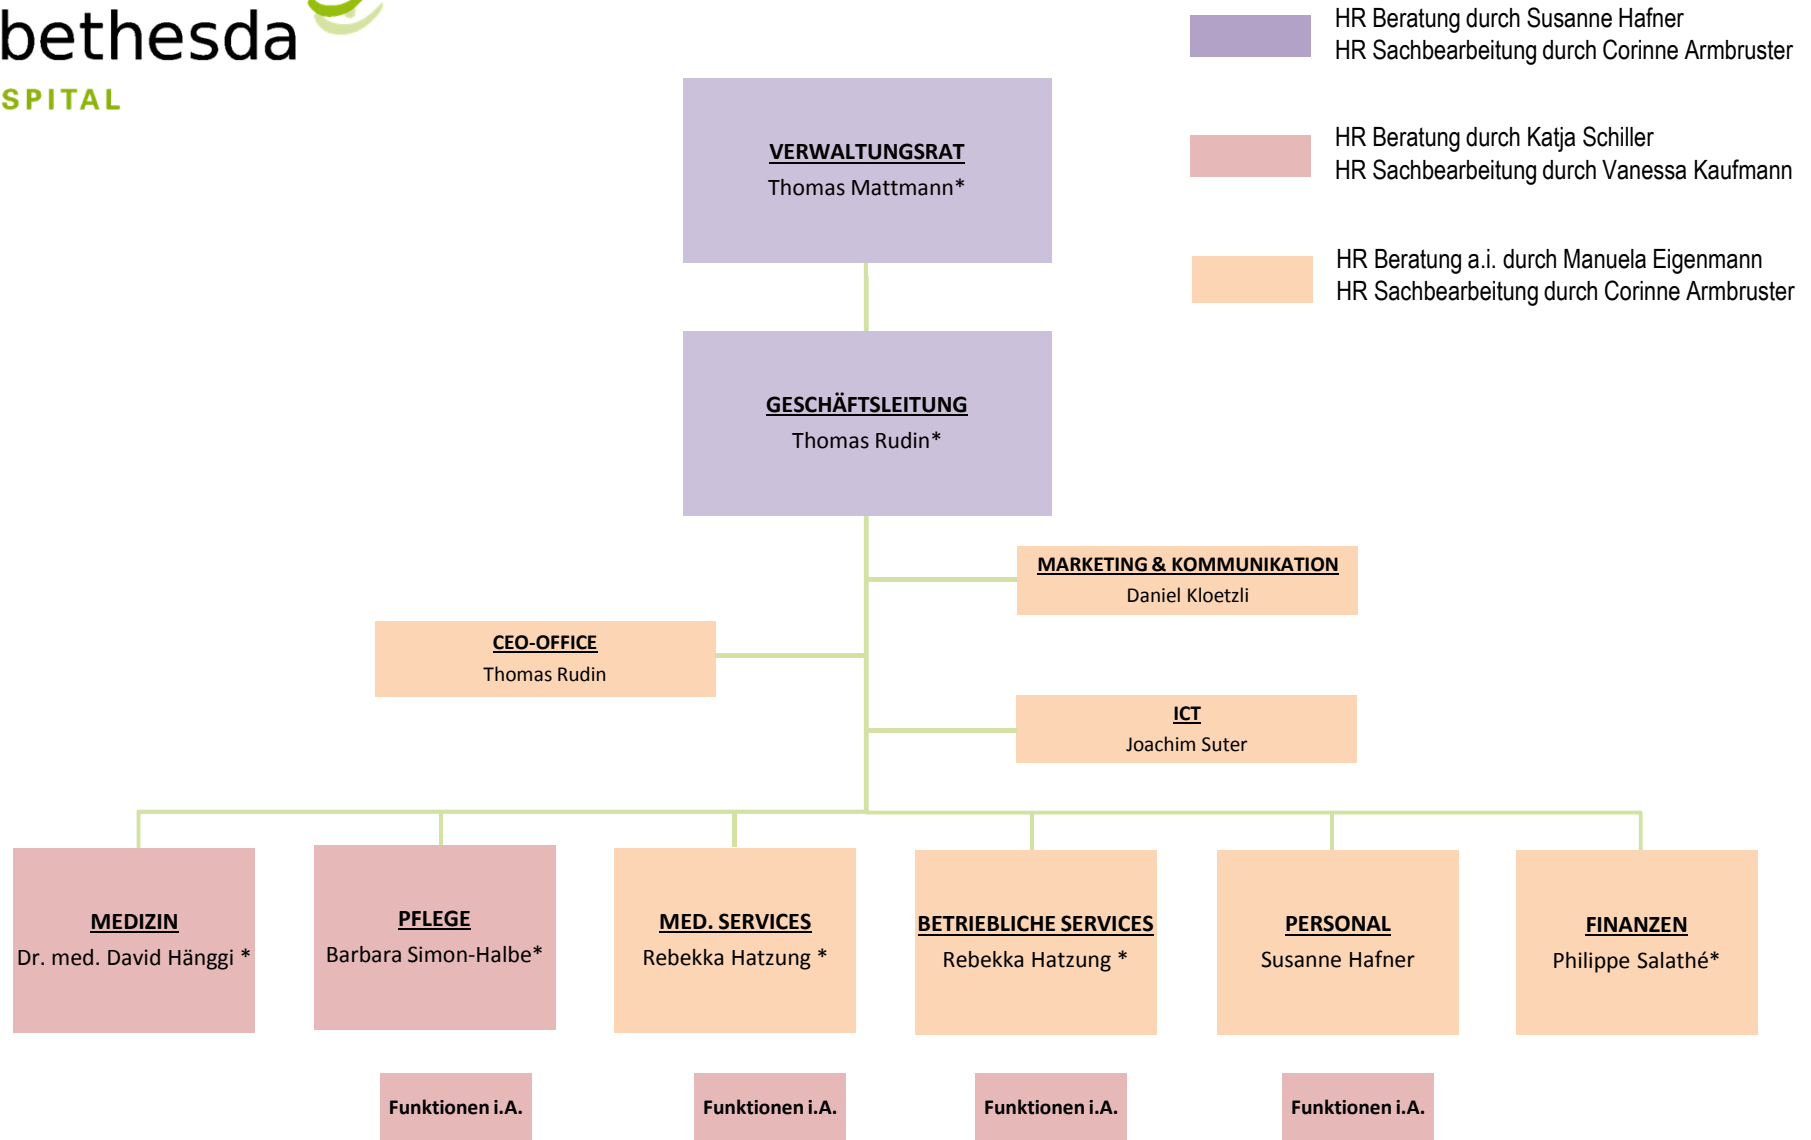 bethesda
SPITAL
HR Beratung durch Susanne Hafner
HR Sachbearbeitung durch Corinne Armbruster
HR Beratung durch Katja Schiller
HR Sachbearbeitung durch Vanessa Kaufmann
HR Beratung a.i. durch Manuela Eigenmann
HR Sachbearbeitung durch Corinne Armbruster
VERWALTUNGSRAT
Thomas Mattmann*
GESCHÄFTSLEITUNG
Thomas Rudin*
MARKETING & KOMMUNIKATION
Daniel Kloetzli
CEO-OFFICE
Thomas Rudin
ICT
Joachim Suter
MEDIZIN
Dr. med. David Hänggi *
PFLEGE
Barbara Simon-Halbe*
MED. SERVICES
Rebekka Hatzung *
BETRIEBLICHE SERVICES
Rebekka Hatzung *
PERSONAL
Susanne Hafner
FINANZEN
Philippe Salathé*
Funktionen i.A.
Funktionen i.A.
Funktionen i.A.
Funktionen i.A.